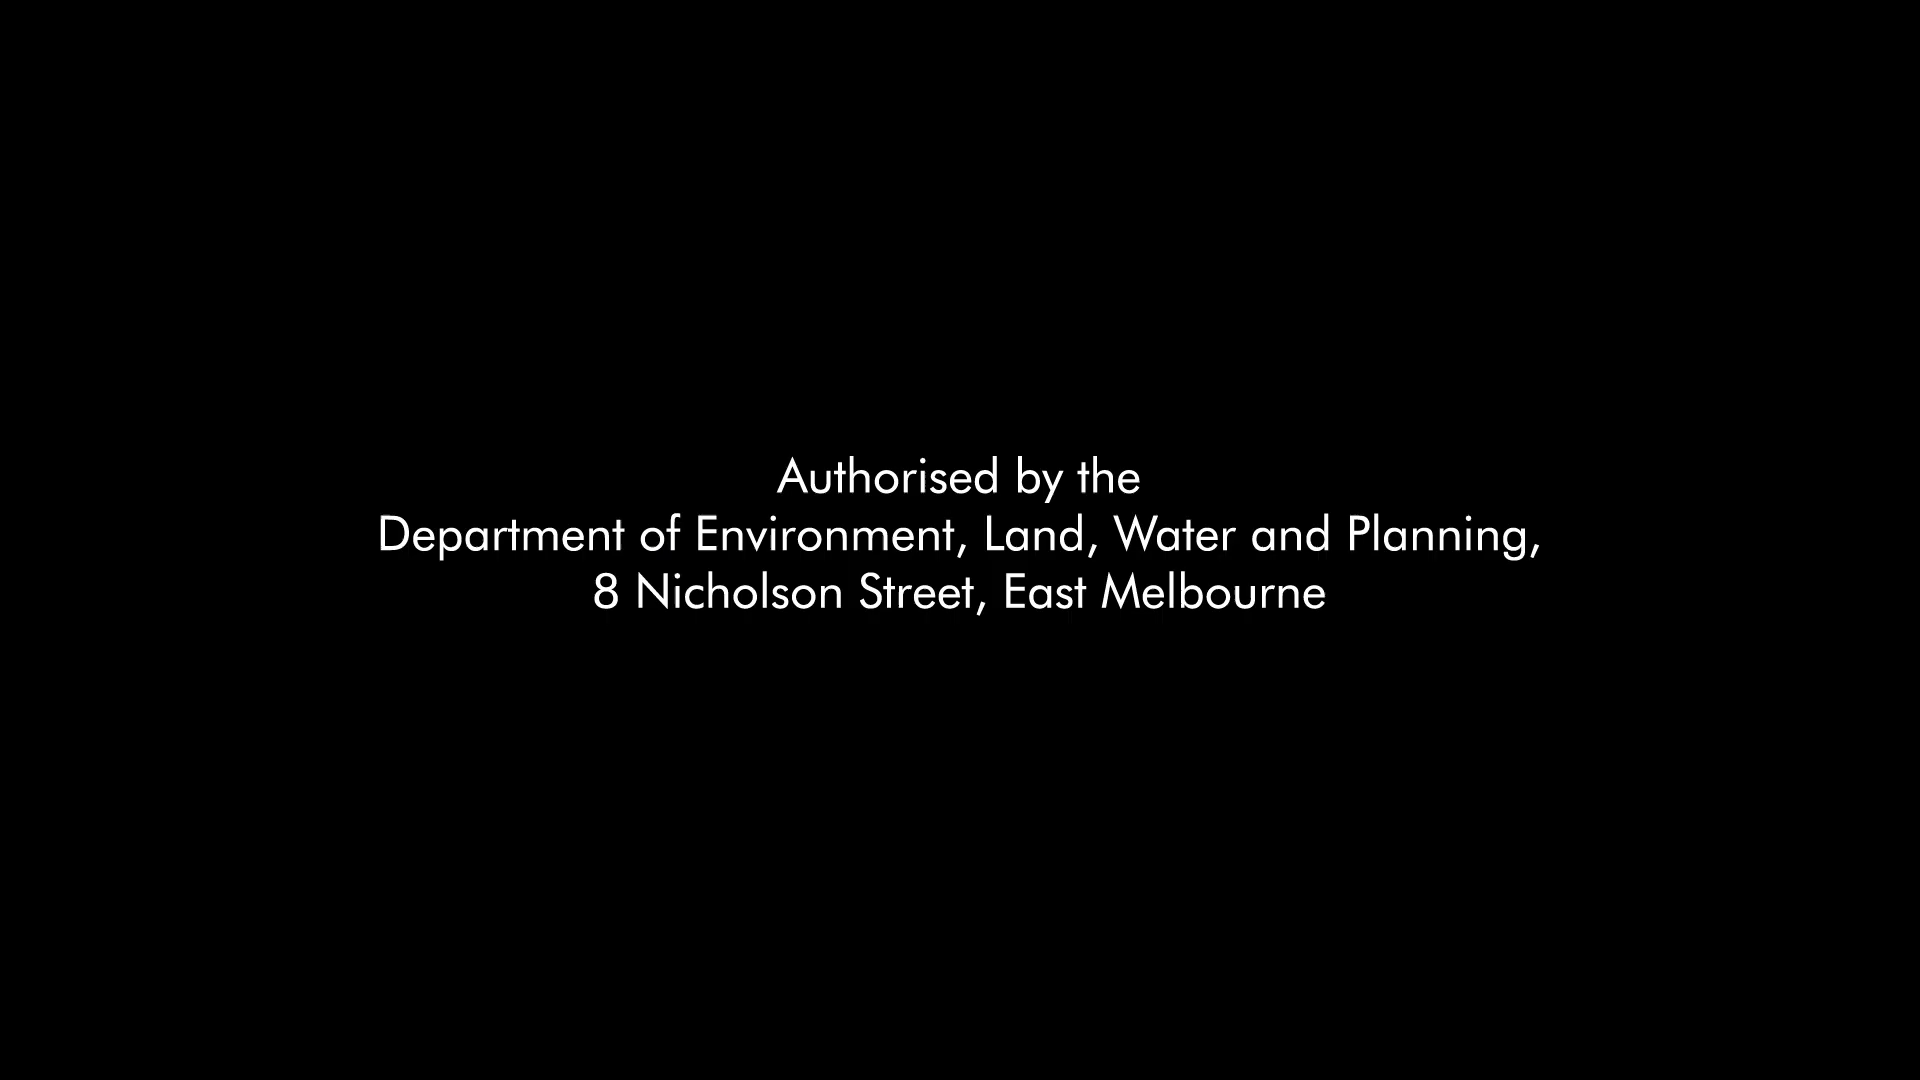 Authorised by the
Department of Environment, Land, Water and Planning,
8 Nicholson Street, East Melbourne